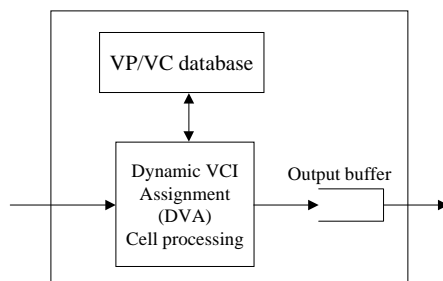 VP/VC database
Dynamic VCI
Assignment
(DVA)
Cell processing
Output buffer